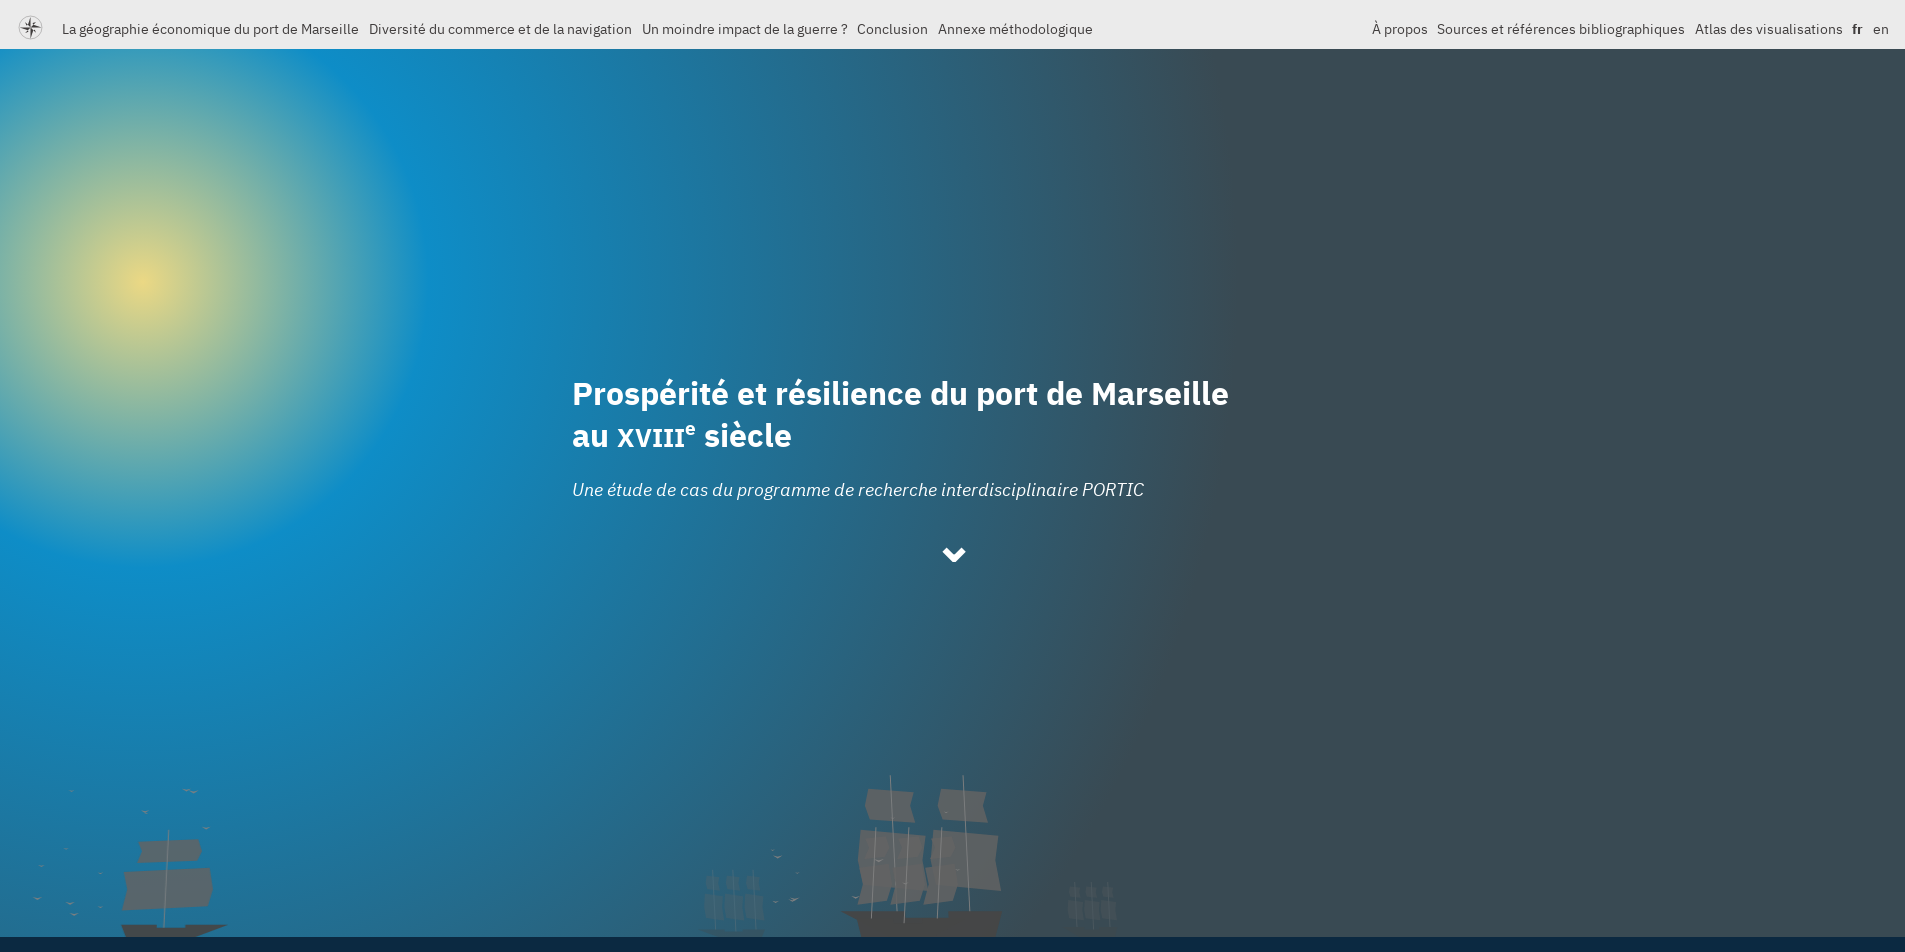 La géographie économique du port de Marseille Diversité du commerce et de la navigation Un moindre impact de la guerre ? Conclusion Annexe méthodologique À propos Sources et références bibliographiques Atlas des visualisations fr en
Prospérité et résilience du port de Marseille
au XVIIIe siècle
Une étude de cas du programme de recherche interdisciplinaire PORTIC